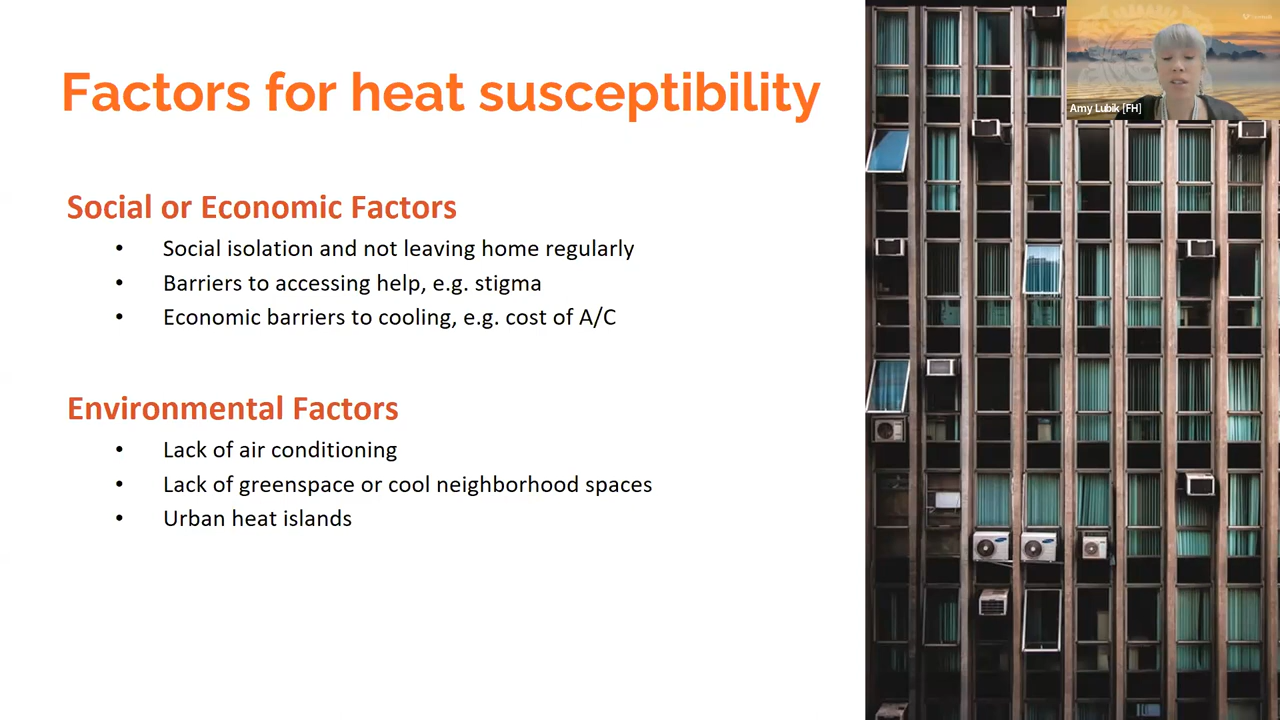 Factors for heat susceptibility
Social or Economic Factors
• Social isolation and not leaving home regularly
• Barriers to accessing help, e.g. stigma
• Economic barriers to cooling, e.g. cost of A/C
Environmental Factors
• Lack of air conditioning
• Lack of greenspace or cool neighborhood spaces
• Urban heat islands
Amy Lubik [FH]